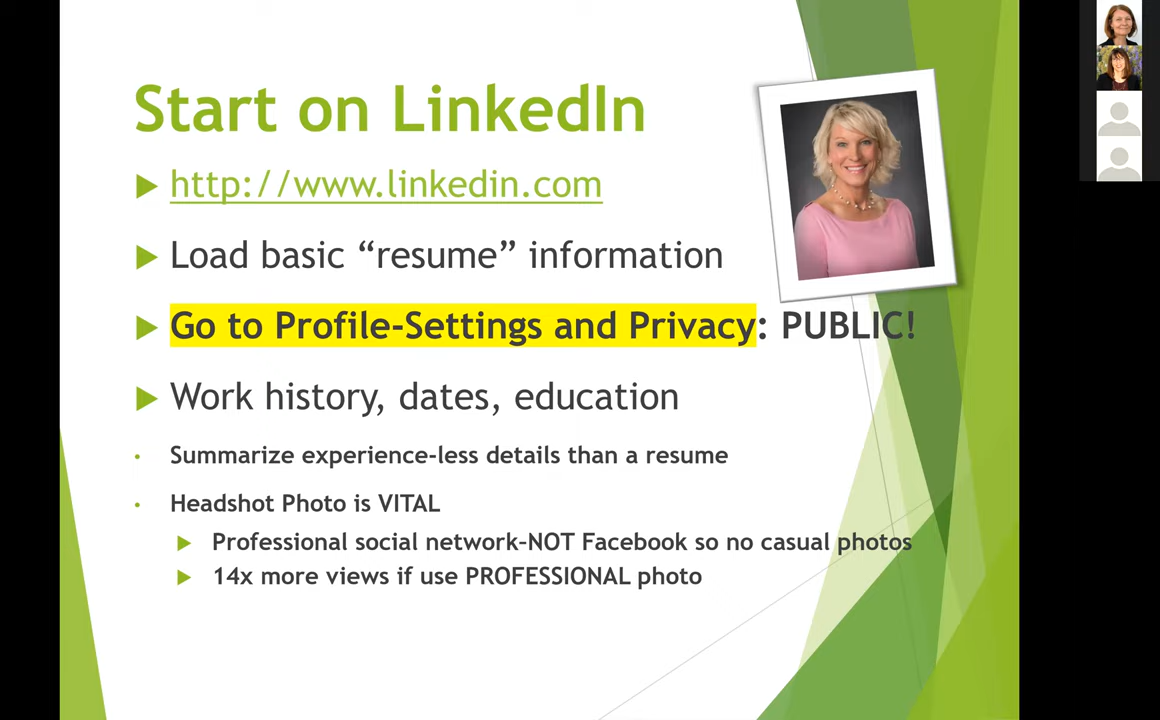 Start on LinkedIn
http://www.linkedin.com
Load basic “resume” information
Go to Profile-Settings and Privacy: PUBLIC!
Work history, dates, education
Summarize experience-less details than a resume
Headshot Photo is VITAL
Professional social network-NOT Facebook so no casual photos
14x more views if use PROFESSIONAL photo